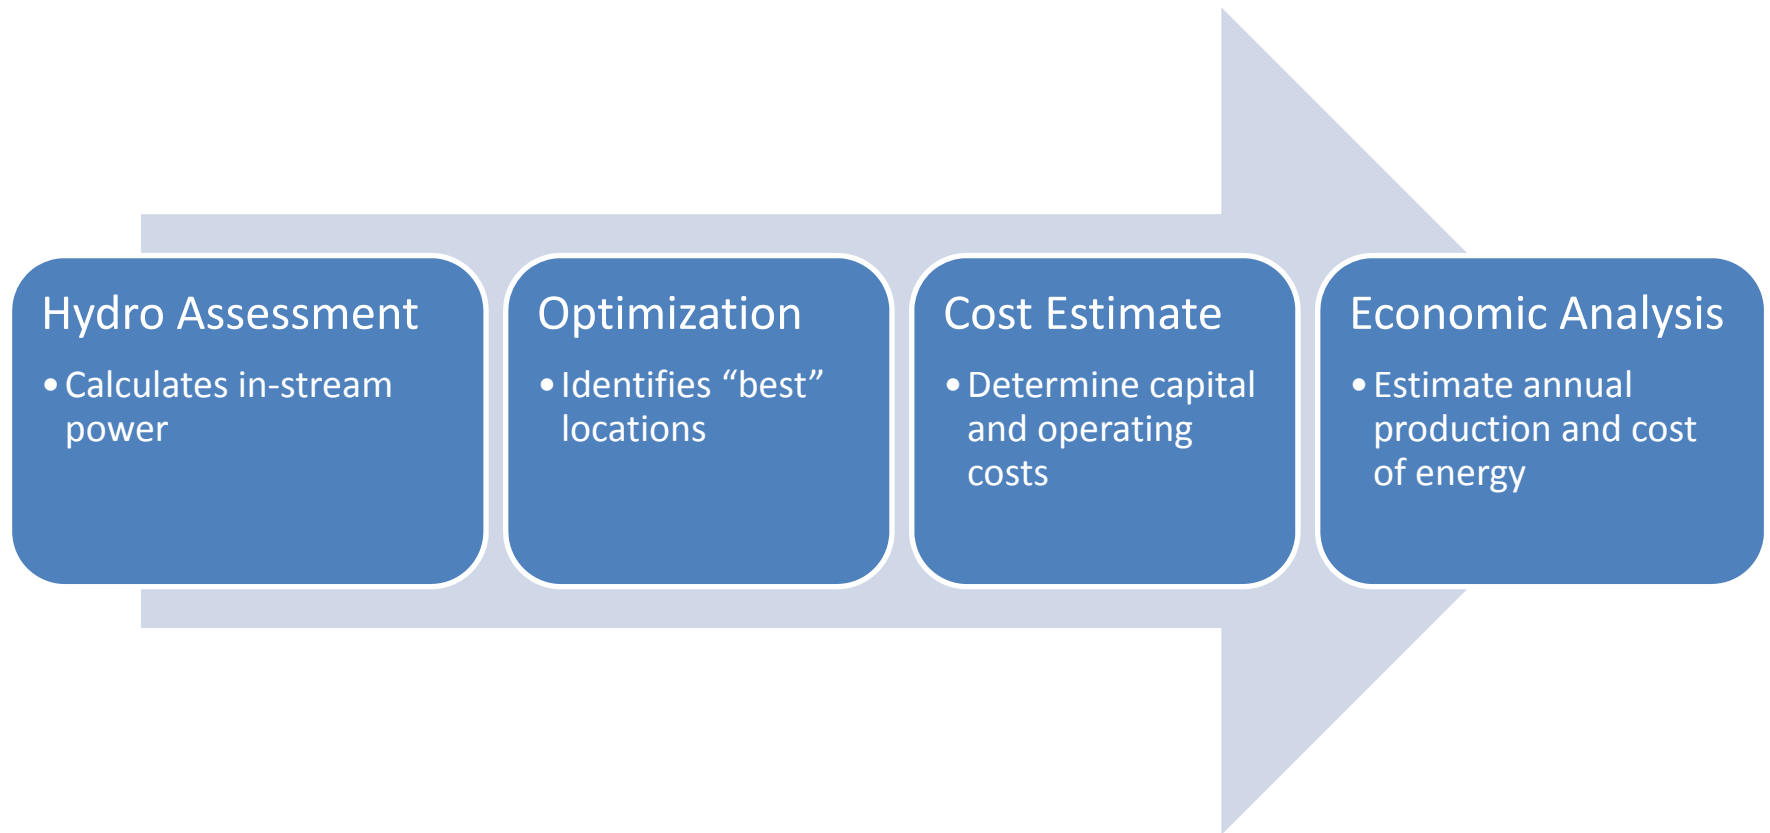 Hydro Assessment
• Calculates in-stream
power
Optimization
• Identifies “best”
locations
Cost Estimate
• Determine capital
and operating
costs
Economic Analysis
• Estimate annual
production and cost
of energy